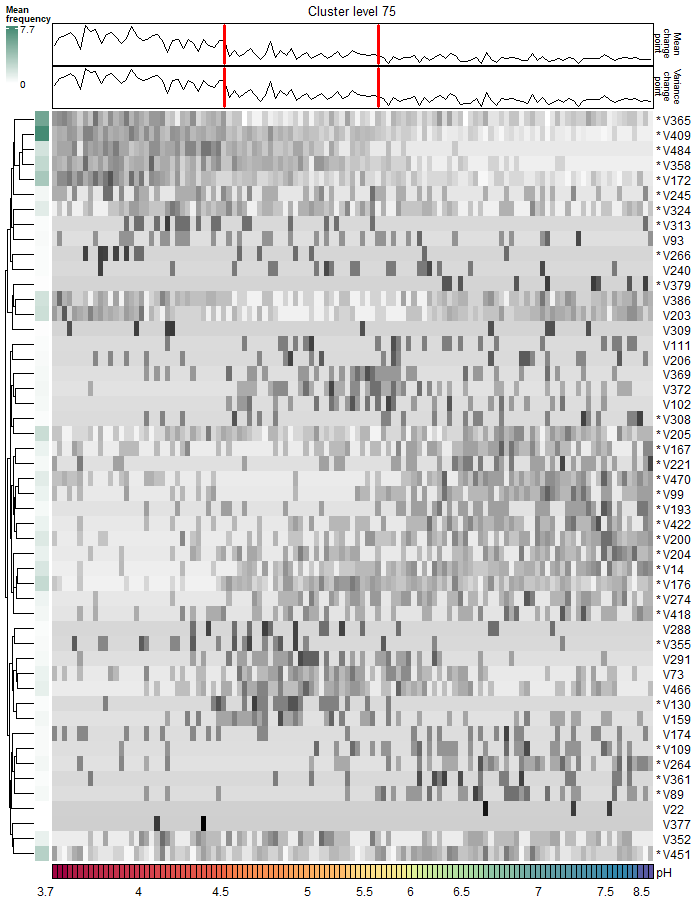 Mean
frequency
7.7
0
Cluster level 75
Mean
change
point
Variance
change
point
* V365
* V409
* V484
* V358
* V172
* V245
* V324
* V313
V93
* V266
V240
* V379
V386
V203
V309
V111
V206
V369
V372
V102
* V308
* V205
* V167
* V221
* V470
* V99
* V193
* V422
* V200
* V204
* V14
* V176
* V274
* V418
V288
* V355
V291
V73
V466
* V130
V159
V174
* V109
* V264
* V361
* V89
V22
V377
V352
* V451
pH
3.7 4 4.5 5 5.5 6 6.5 7 7.5 8.5